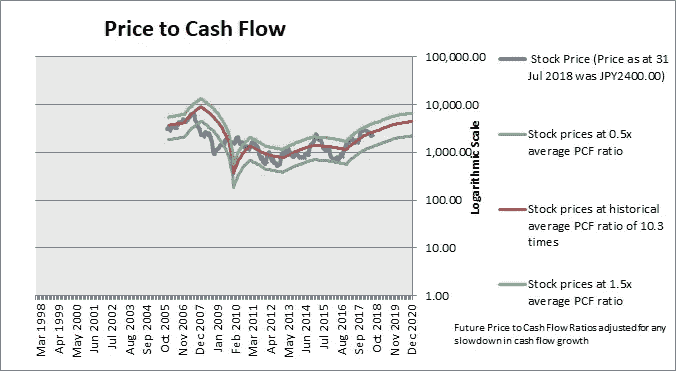 Price to Cash Flow
100,000.00
10,000.00
1,000.00
100.00
10.00
1.00
Logarithmic Scale
Mar 1998
Apr 1999
May 2000
Jun 2001
Jul 2002
Aug 2003
Sep 2004
Oct 2005
Nov 2006
Dec 2007
Jan 2009
Feb 2010
Mar 2011
Apr 2012
May 2013
Jun 2014
Jul 2015
Aug 2016
Sep 2017
Oct 2018
Nov 2019
Dec 2020
Stock Price (Price as at 31
Jul 2018 was JPY2400.00)
Stock prices at 0.5x
average PCF ratio
Stock prices at historical
average PCF ratio of 10.3
times
Stock prices at 1.5x
average PCF ratio
Future Price to Cash Flow Ratios adjusted for any
slowdown in cash flow growth